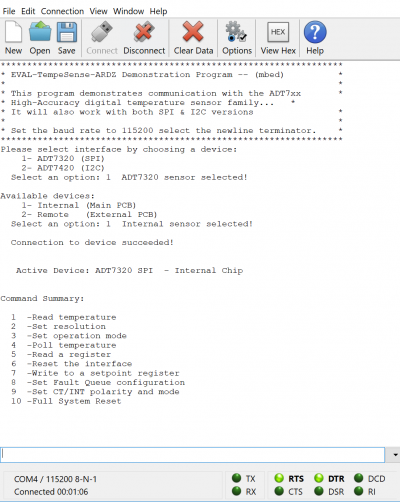 File Edit Connection View Window Help
New Open Save Connect Disconnect Clear Data Options HEX View Hex Help
****************************************************************
* EVAL-TempeSense-ARDZ Demonstration Program -- (mbed) *
* *
* This program demonstrates communication with the ADT7xx *
* High-Accuracy digital temperature sensor family... *
* It will also work with both SPI & I2C versions *
* *
* Set the baud rate to 115200 select the newline terminator. *
****************************************************************
Please select interface by choosing a device:
1- ADT7320 (SPI)
2- ADT7420 (I2C)
Select an option: 1 ADT7320 sensor selected!
Available devices:
1- Internal (Main PCB)
2- Remote (External PCB)
Select an option: 1 Internal sensor selected!
Connection to device succeeded!
Active Device: ADT7320 SPI - Internal Chip
Command Summary:
1 -Read temperature
2 -Set resolution
3 -Set operation mode
4 -Poll temperature
5 -Read a register
6 -Reset the interface
7 -Write to a setpoint register
8 -Set Fault Queue configuration
9 -Set CT/INT polarity and mode
10 -Full System Reset
COM4 / 115200 8-N-1
Connected 00:01:06
TX RTS DTR DCD
RX CTS DSR RI